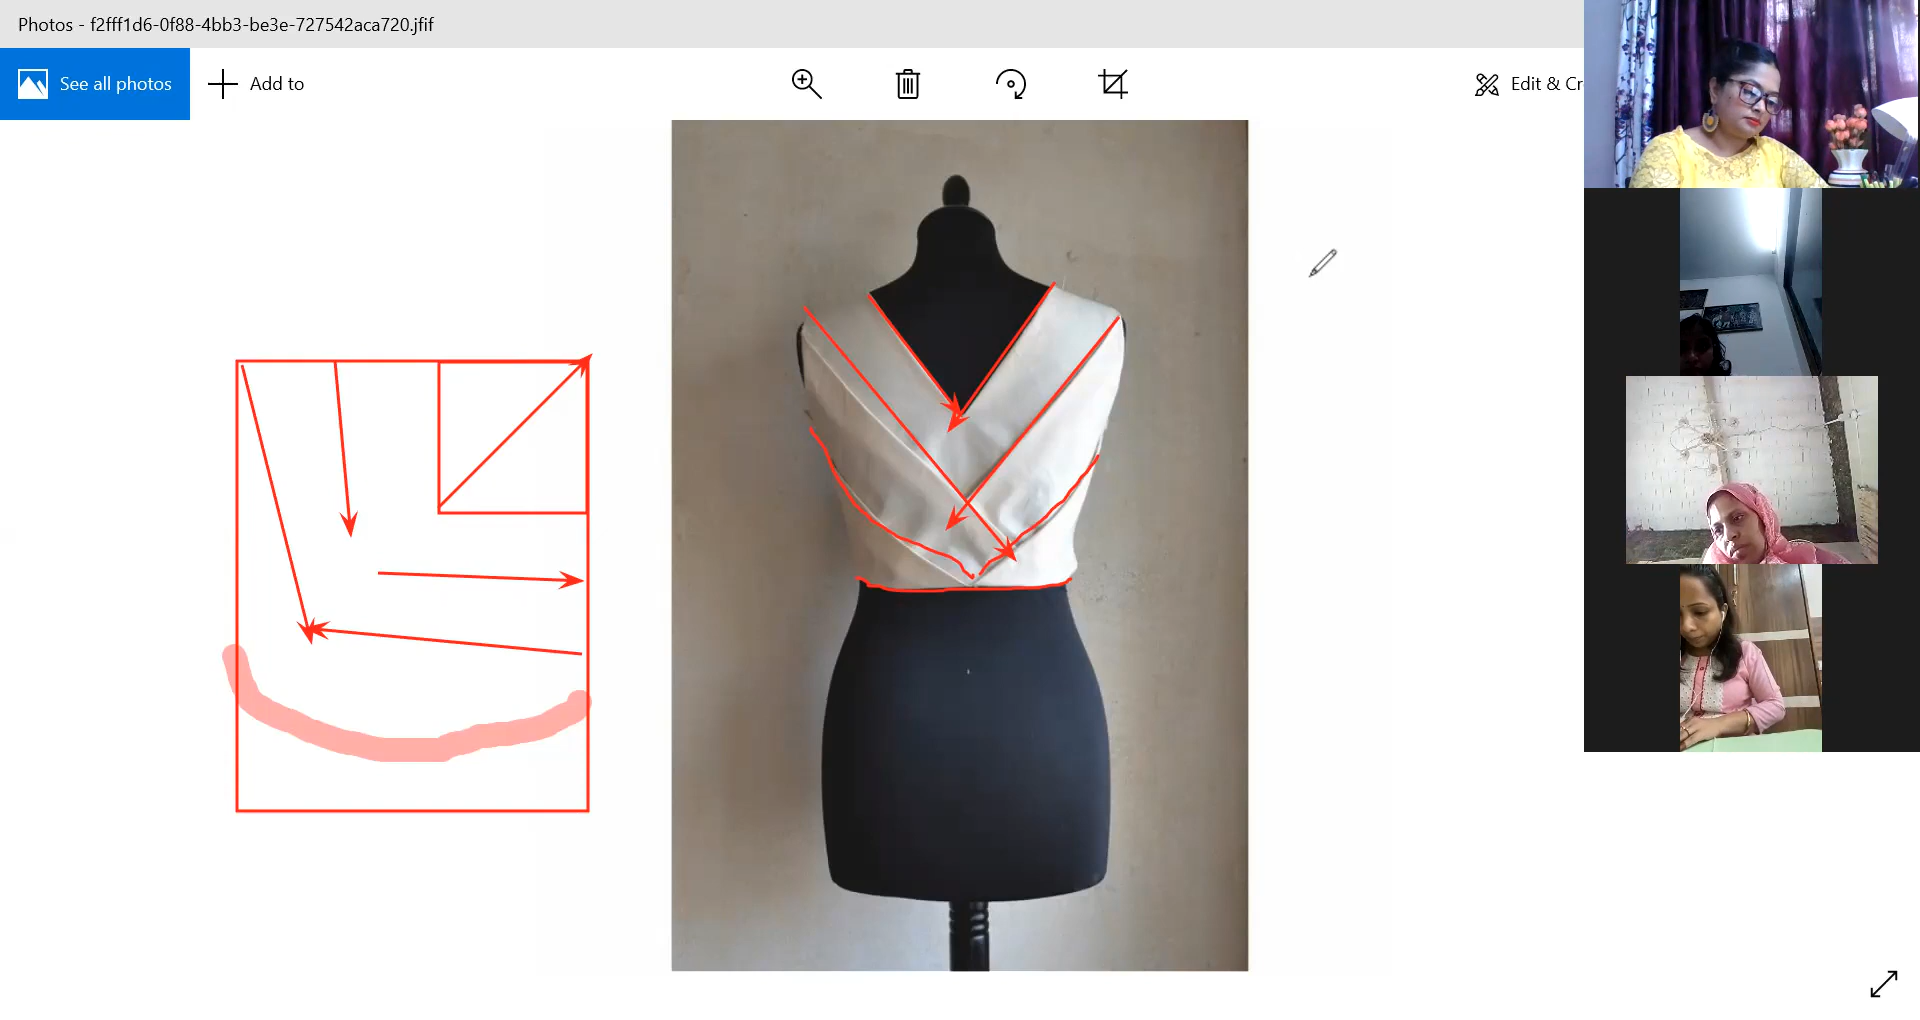 Photos - f2fff1d6-0f88-4bb3-be3e-727542aca720.jfif
See all photos
Add to
Edit & Cr